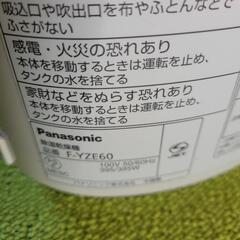 吸込口や吹出口を布やふとんなどで
ふさがない
感電・火災の恐れあり
本体を移動するときは運転を止め、
タンクの水を捨てる
家財などをぬらす恐れあり
本体を移動するときは運転を止め、
タンクの水を捨てる
Panasonic
除湿乾燥機
品番 F-YZE60
100V 50/60Hz
395/385W